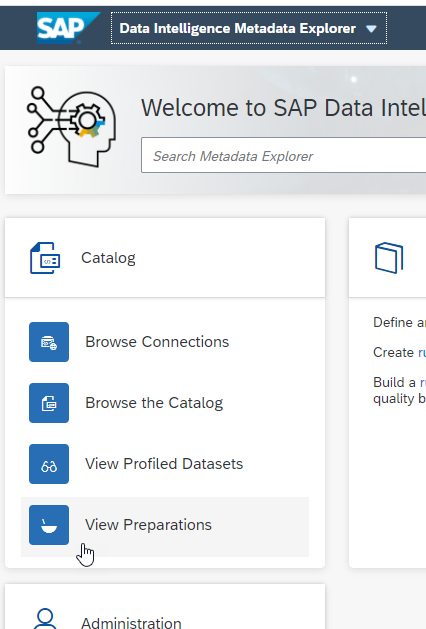 SAP Data Intelligence Metadata Explorer
Welcome to SAP Data Intel
Search Metadata Explorer
Catalog
Browse Connections
Browse the Catalog
View Profiled Datasets
View Preparations
Define a
Create ru
Build a ru
quality b
Administration